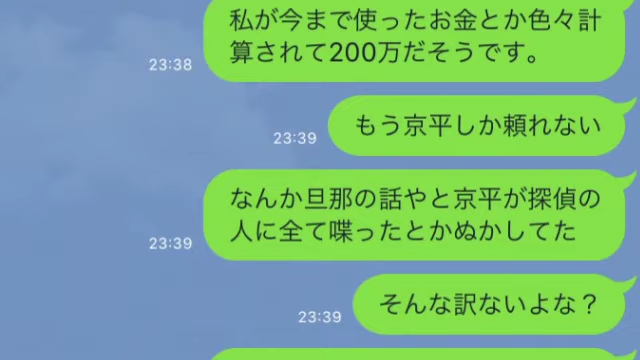 私が今まで使ったお金とか色々計
算されて200万だそうです。
23:38
もう京平しか頼れない
23:39
なんか旦那の話やと京平が探偵の
人に全て喋ったとかぬかしてた
23:39
そんな訳ないよな？
23:39